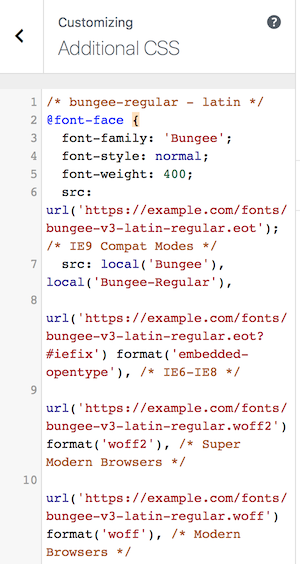 Customizing
Additional CSS
1 /* bungee-regular - latin */
2 @font-face {
3 font-family: 'Bungee';
4 font-style: normal;
5 font-weight: 400;
6 src:
url('https://example.com/fonts/
bungee-v3-latin-regular.eot');
/* IE9 Compat Modes */
7 src: local('Bungee'),
local('Bungee-Regular'),
8
url('https://example.com/fonts/
bungee-v3-latin-regular.eot?
#iefix') format('embedded-
opentype'), /* IE6-IE8 */
9
url('https://example.com/fonts/
bungee-v3-latin-regular.woff2')
format('woff2'), /* Super
Modern Browsers */
10
url('https://example.com/fonts/
bungee-v3-latin-regular.woff')
format('woff'), /* Modern
Browsers */